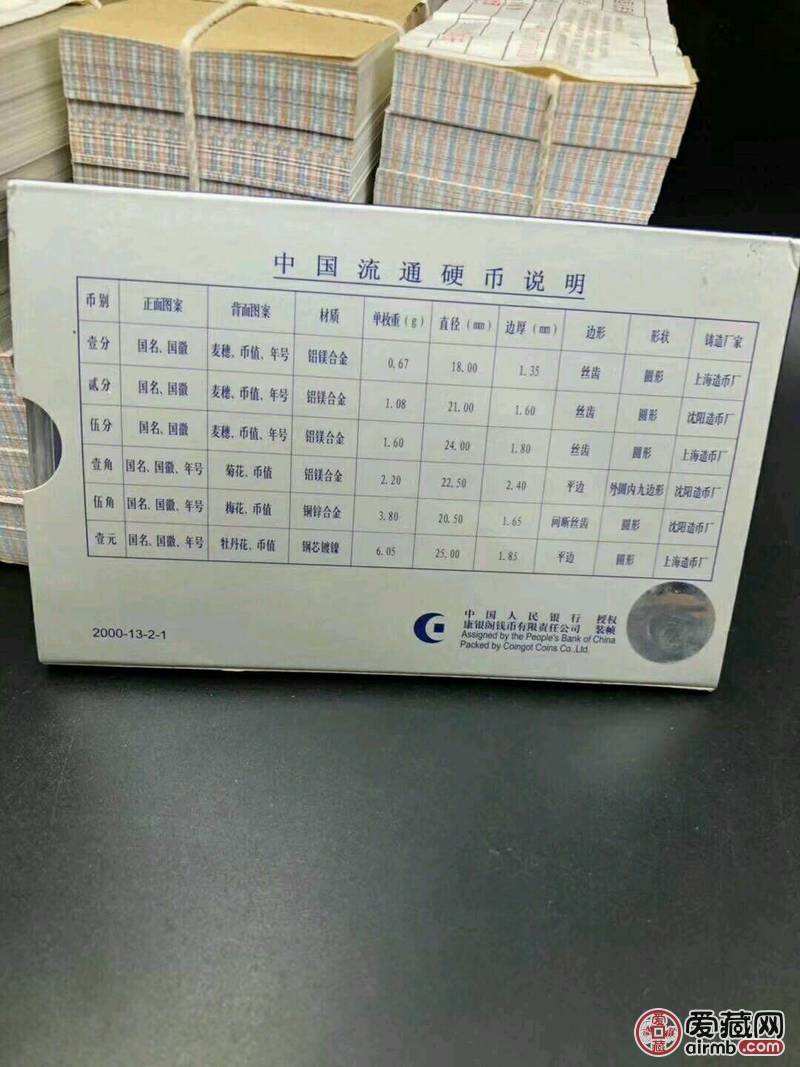 中国流通硬币说明
币别 正面图案 背面图案 材质 单枚重(g) 直径(mm) 边厚(mm) 边形 形状 铸造厂家
壹分 国名、国徽 麦穗、币值、年号 铝镁合金 0.67 18.00 1.35 丝齿 圆形 上海造币厂
贰分 国名、国徽 麦穗、币值、年号 铝镁合金 1.08 21.00 1.60 丝齿 圆形 沈阳造币厂
伍分 国名、国徽 麦穗、币值、年号 铝镁合金 1.60 24.00 1.80 丝齿 圆形 上海造币厂
壹角 国名、国徽、年号 菊花、币值 铝镁合金 2.20 22.50 2.40 平边 外圆内九边形 沈阳造币厂
伍角 国名、国徽、年号 梅花、币值 铜锌合金 3.80 20.50 1.65 间断丝齿 圆形 沈阳造币厂
壹元 国名、国徽、年号 牡丹花、币值 铜芯镀镍 6.05 25.00 1.85 平边 圆形 上海造币厂
2000-13-2-1
中国人民银行 授权
康银阁钱币有限责任公司 装帧
Assigned by the People's Bank of China
Packed by Coingot Coins Co.,Ltd.
爱藏网
airmb.com